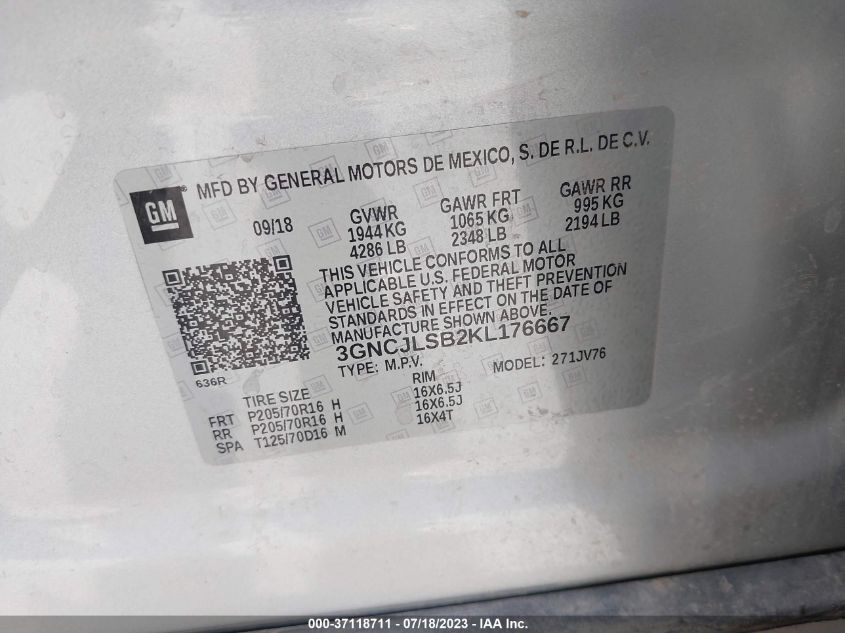 GM ® MFD BY GENERAL MOTORS DE MEXICO, S. DE R.L. DE C.V.
09/18 GVWR GAWR FRT GAWR RR
1944 KG 1065 KG 995 KG
4286 LB 2348 LB 2194 LB
THIS VEHICLE CONFORMS TO ALL
APPLICABLE U.S. FEDERAL MOTOR
VEHICLE SAFETY AND THEFT PREVENTION
STANDARDS IN EFFECT ON THE DATE OF
MANUFACTURE SHOWN ABOVE.
3GNCJLSB2KL176667
636R TYPE: M.P.V. MODEL: 271JV76
TIRE SIZE RIM
FRT P205/70R16 H 16X6.5J
RR P205/70R16 H 16X6.5J
SPA T125/70D16 M 16X4T
000-37118711 - 07/18/2023 - IAA Inc.